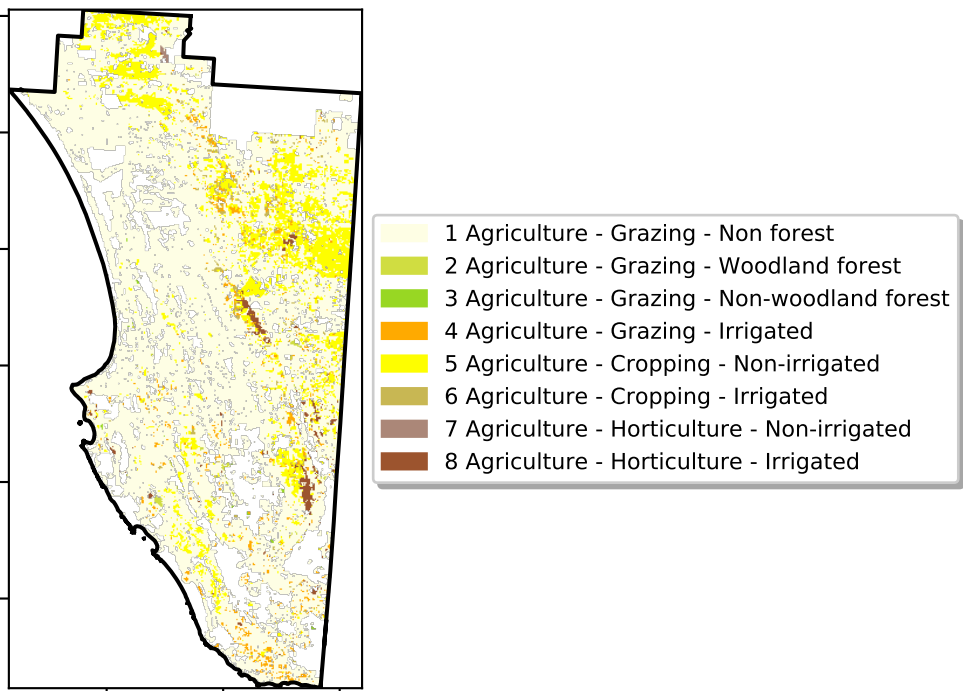 1 Agriculture - Grazing - Non forest
2 Agriculture - Grazing - Woodland forest
3 Agriculture - Grazing - Non-woodland forest
4 Agriculture - Grazing - Irrigated
5 Agriculture - Cropping - Non-irrigated
6 Agriculture - Cropping - Irrigated
7 Agriculture - Horticulture - Non-irrigated
8 Agriculture - Horticulture - Irrigated